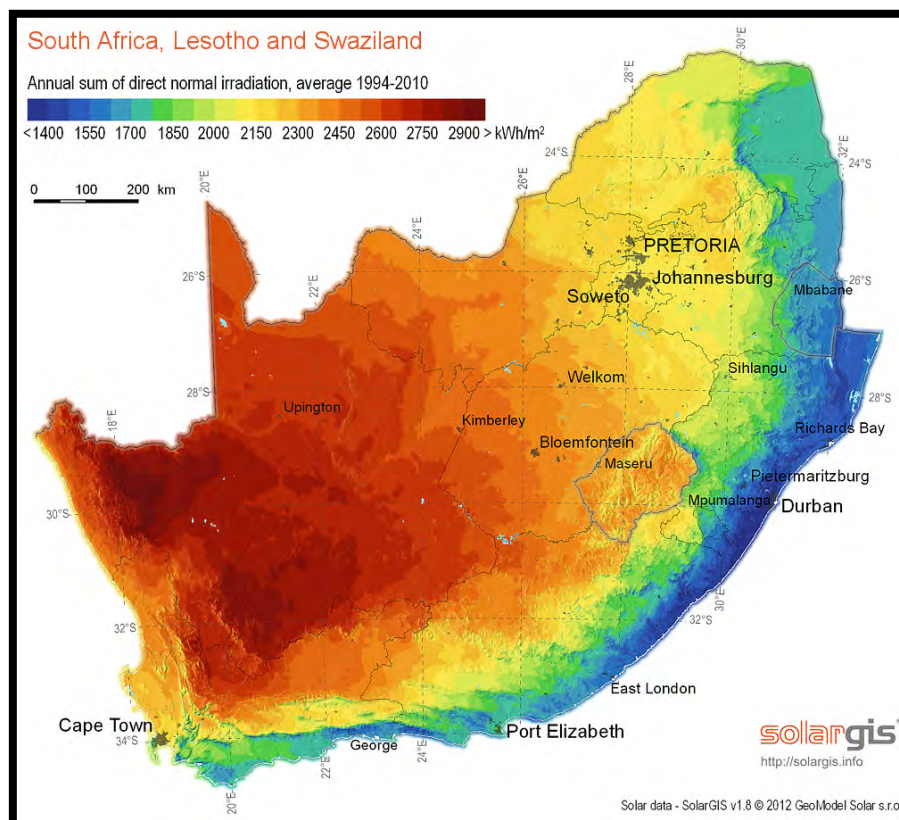 South Africa, Lesotho and Swaziland
Annual sum of direct normal irradiation, average 1994-2010
<1400 1550 1700 1850 2000 2150 2300 2450 2600 2750 2900 > kWh/m²
0 100 200 km
30°E
28°E
32°E
24°S
24°S
20°E
26°E
24°E
PRETORIA
Johannesburg
26°S
22°E
26°S
Mbabane
Soweto
Sihlangu
Welkom
28°S
28°S
Upington
18°E
Kimberley
Richards Bay
Bloemfontein
Maseru
Pietermaritzburg
Mpumalanga
Durban
30°S
30°E
32°S
32°S
East London
Cape Town
Port Elizabeth
34°S
George
24°E
22°E
20°E
solargis
http://solargis.info
Solar data - SolarGIS v1.8 © 2012 GeoModel Solar s.r.o